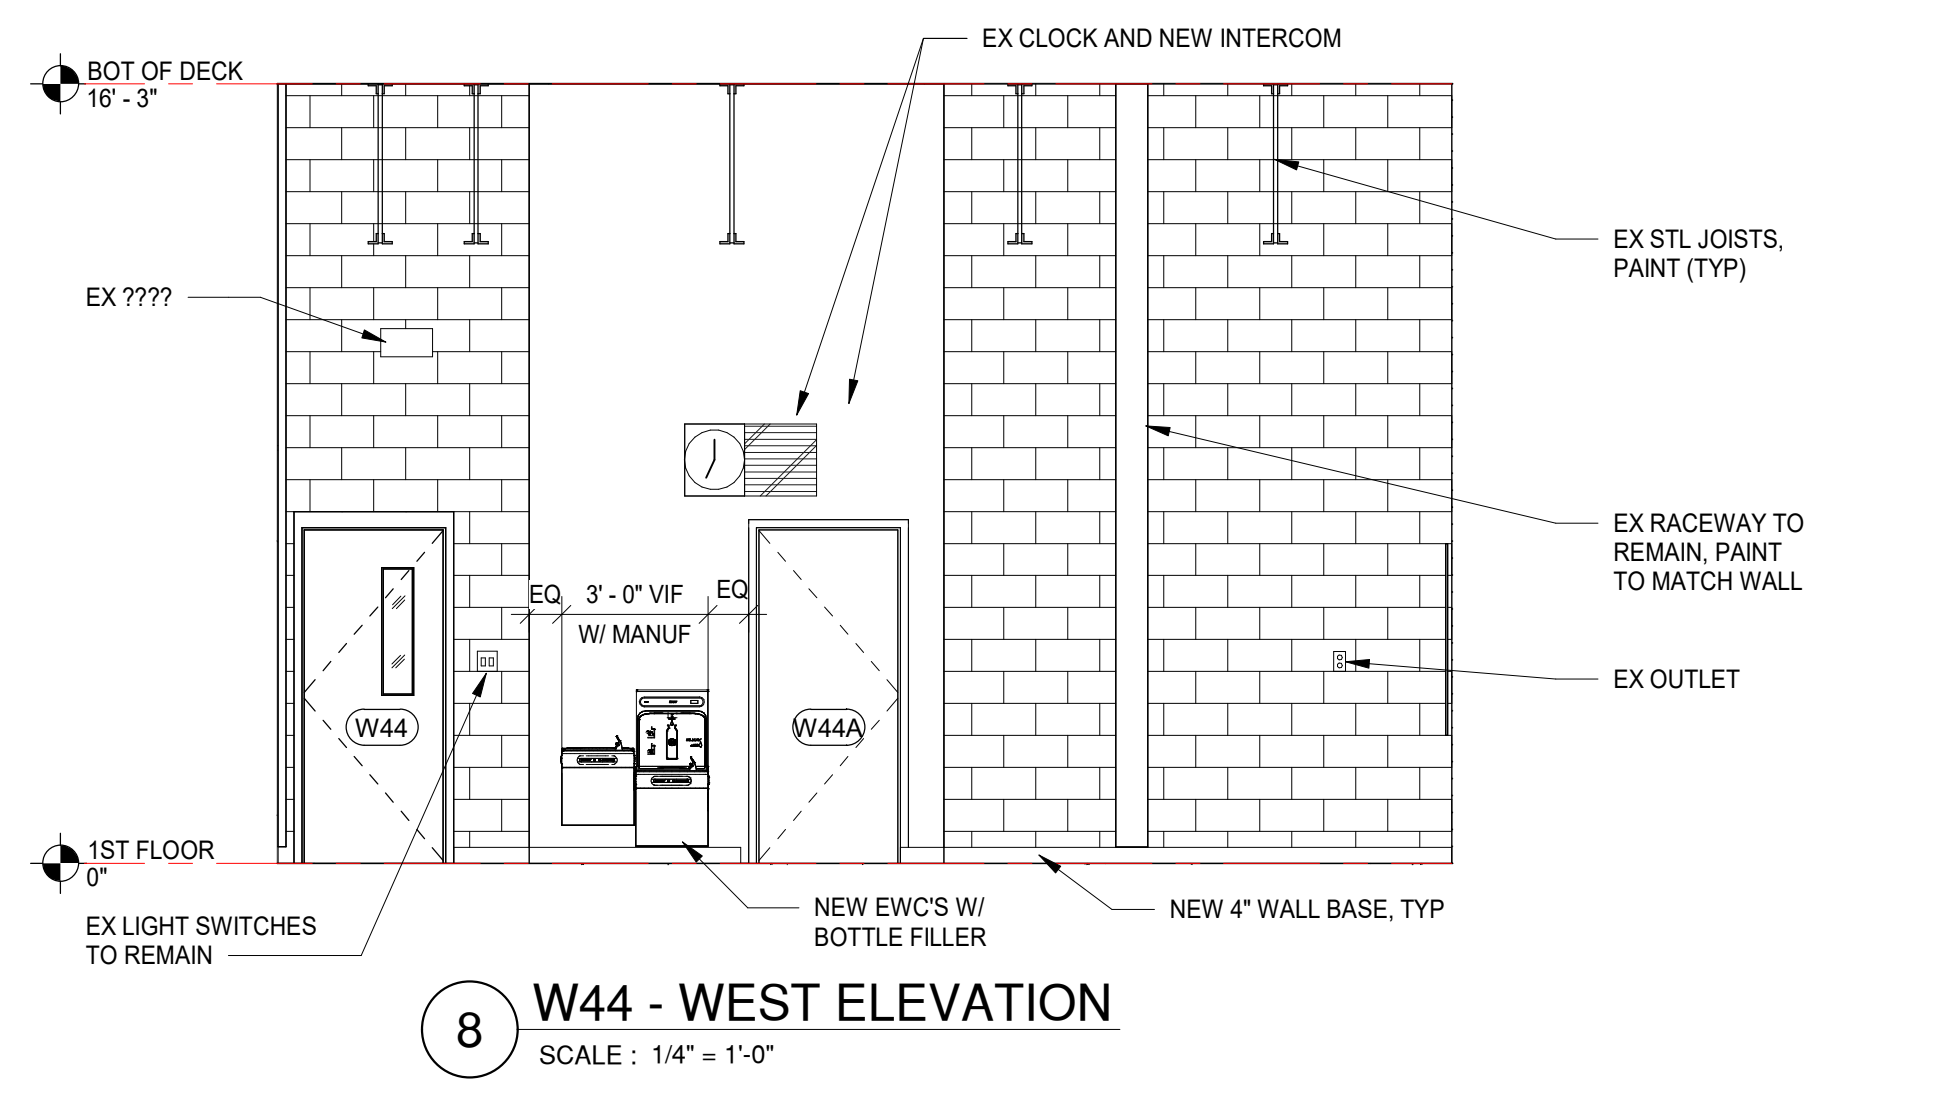 EX CLOCK AND NEW INTERCOM
BOT OF DECK
16' - 3"
EX STL JOISTS,
PAINT (TYP)
EX ????
EX RACEWAY TO
REMAIN, PAINT
TO MATCH WALL
EQ
3' - 0" VIF
EQ
W/ MANUF
EX OUTLET
W44
W44A
1ST FLOOR
0"
EX LIGHT SWITCHES
TO REMAIN
NEW EWC'S W/
BOTTLE FILLER
NEW 4" WALL BASE, TYP
8
W44 - WEST ELEVATION
SCALE : 1/4" = 1'-0"